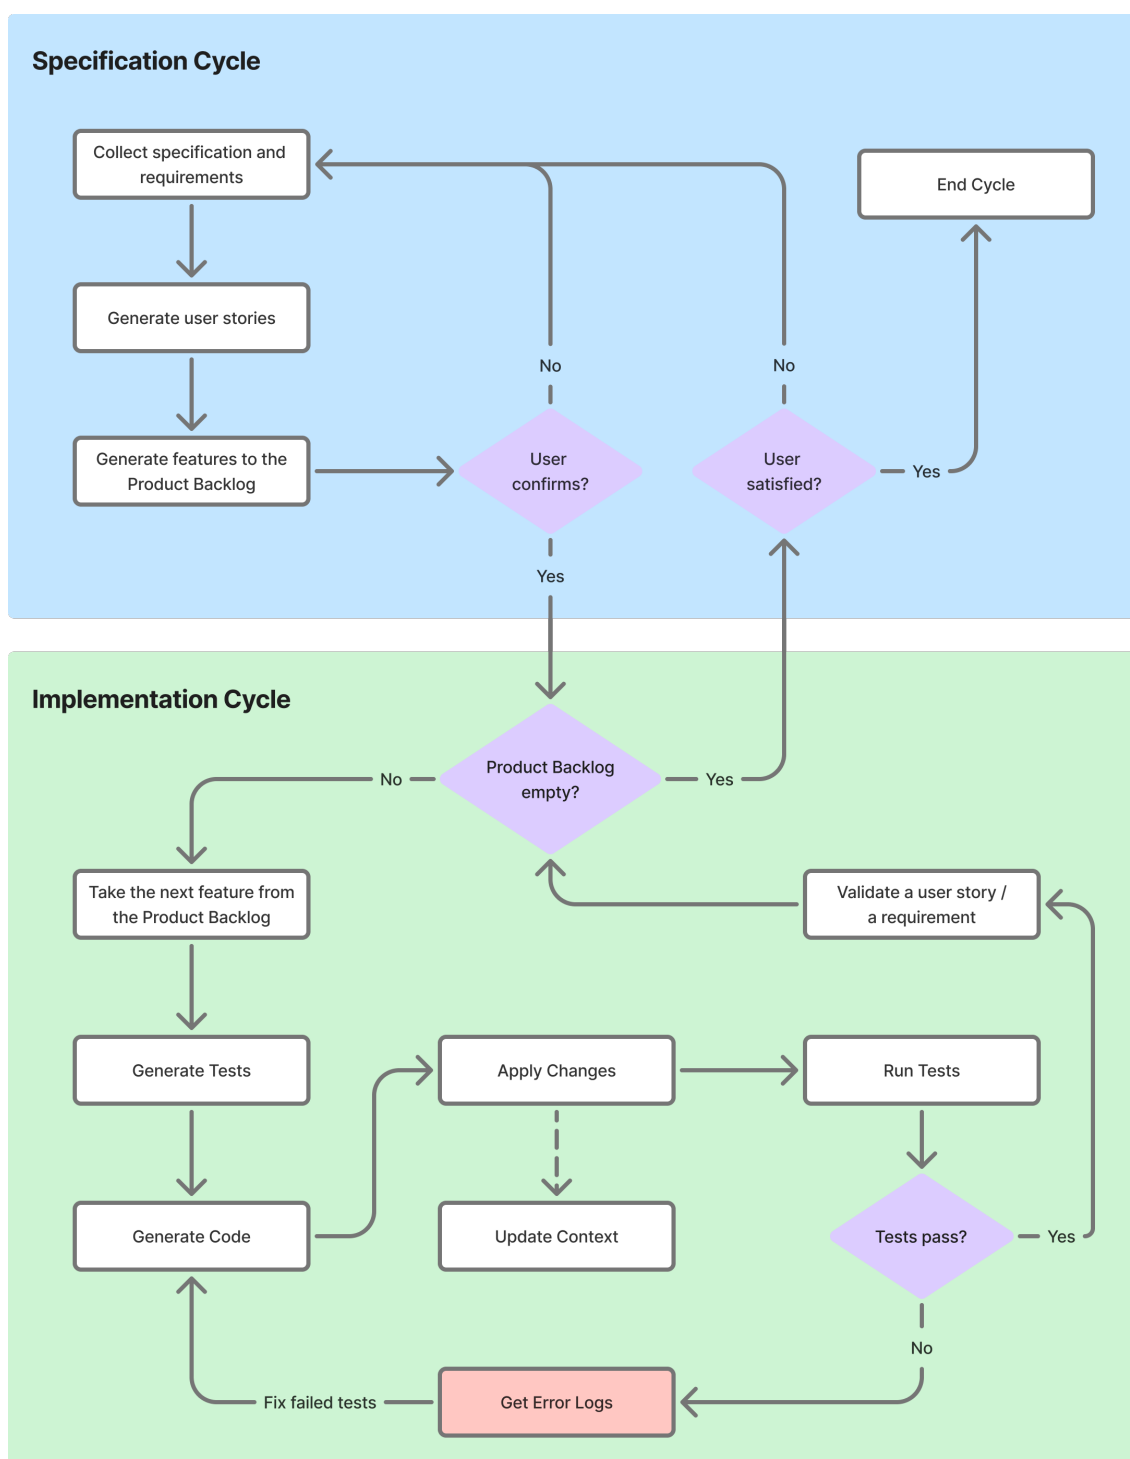 Specification Cycle
Collect specification and
requirements
End Cycle
Generate user stories
No
No
Generate features to the
Product Backlog
User
confirms?
User
satisfied?
Yes
Yes
Implementation Cycle
Product Backlog
empty?
No
Yes
Take the next feature from
the Product Backlog
Validate a user story /
a requirement
Generate Tests
Apply Changes
Run Tests
Generate Code
Update Context
Tests pass?
Yes
No
Fix failed tests
Get Error Logs